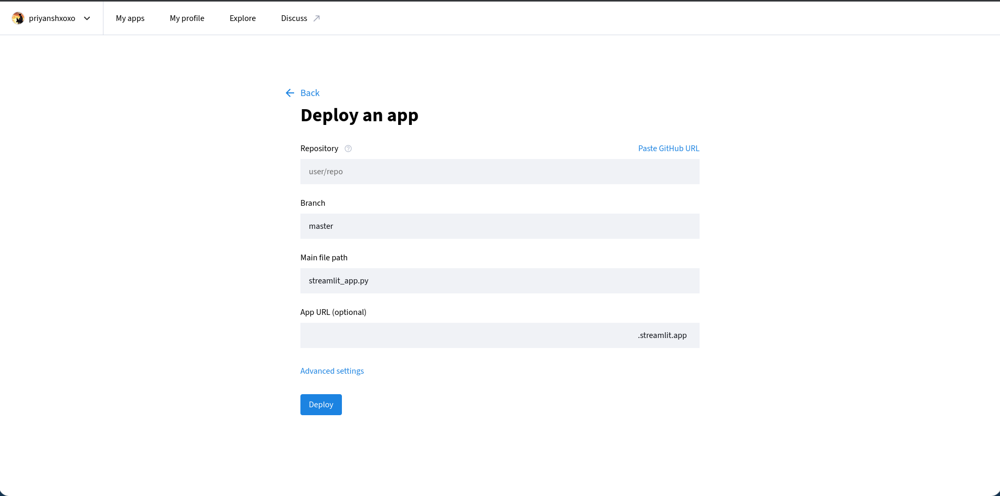 priyanshxoxo My apps My profile Explore Discuss
Back
Deploy an app
Repository Paste GitHub URL
user/repo
Branch
master
Main file path
streamlit_app.py
App URL (optional)
.streamlit.app
Advanced settings
Deploy